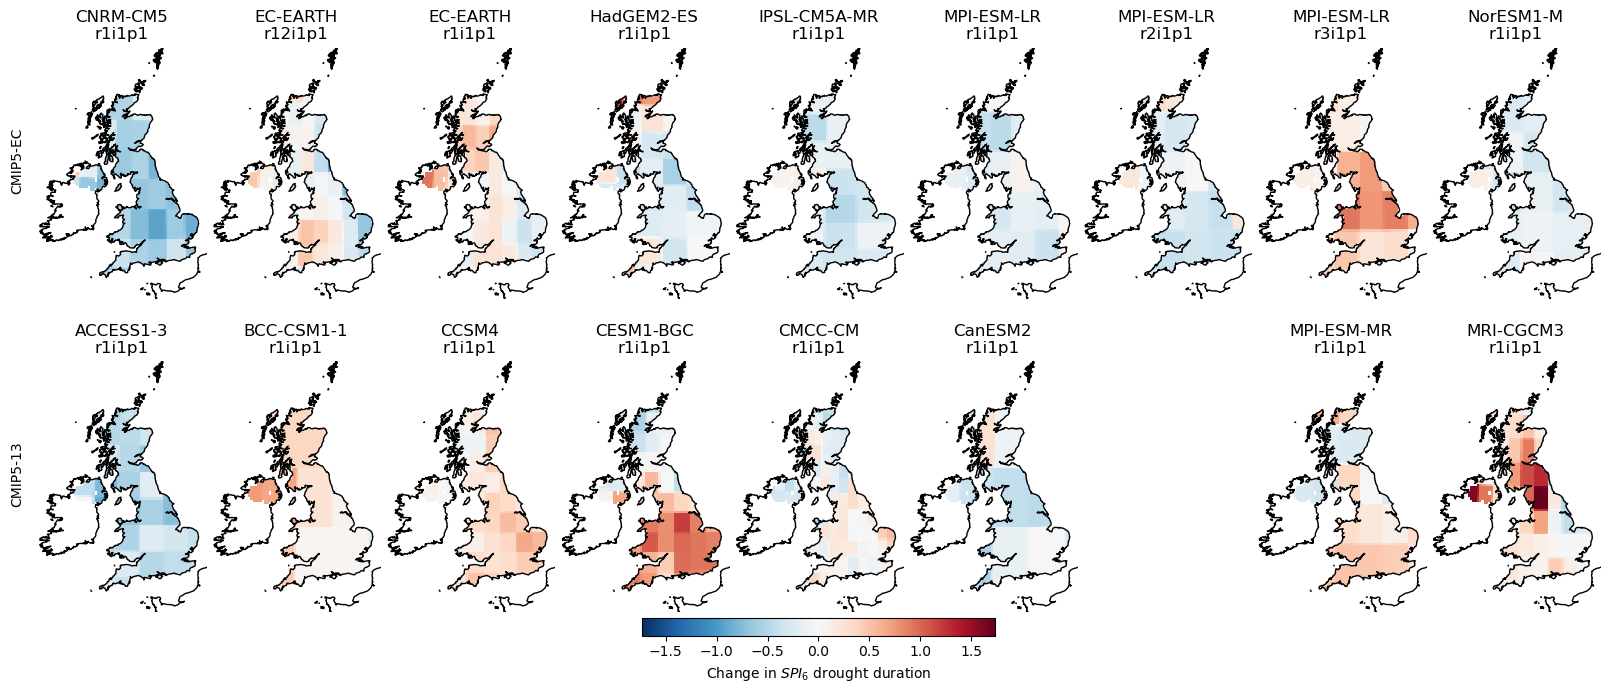 CNRM-CM5 EC-EARTH EC-EARTH HadGEM2-ES IPSL-CM5A-MR MPI-ESM-LR MPI-ESM-LR MPI-ESM-LR NorESM1-M
r1i1p1 r12i1p1 r1i1p1 r1i1p1 r1i1p1 r1i1p1 r2i1p1 r3i1p1 r1i1p1
CMIP5-EC
ACCESS1-3 BCC-CSM1-1 CCSM4 CESM1-BGC CMCC-CM CanESM2 MPI-ESM-MR MRI-CGCM3
r1i1p1 r1i1p1 r1i1p1 r1i1p1 r1i1p1 r1i1p1 r1i1p1 r1i1p1
CMIP5-13
−1.5 −1.0 −0.5 0.0 0.5 1.0 1.5
Change in SPI₆ drought duration